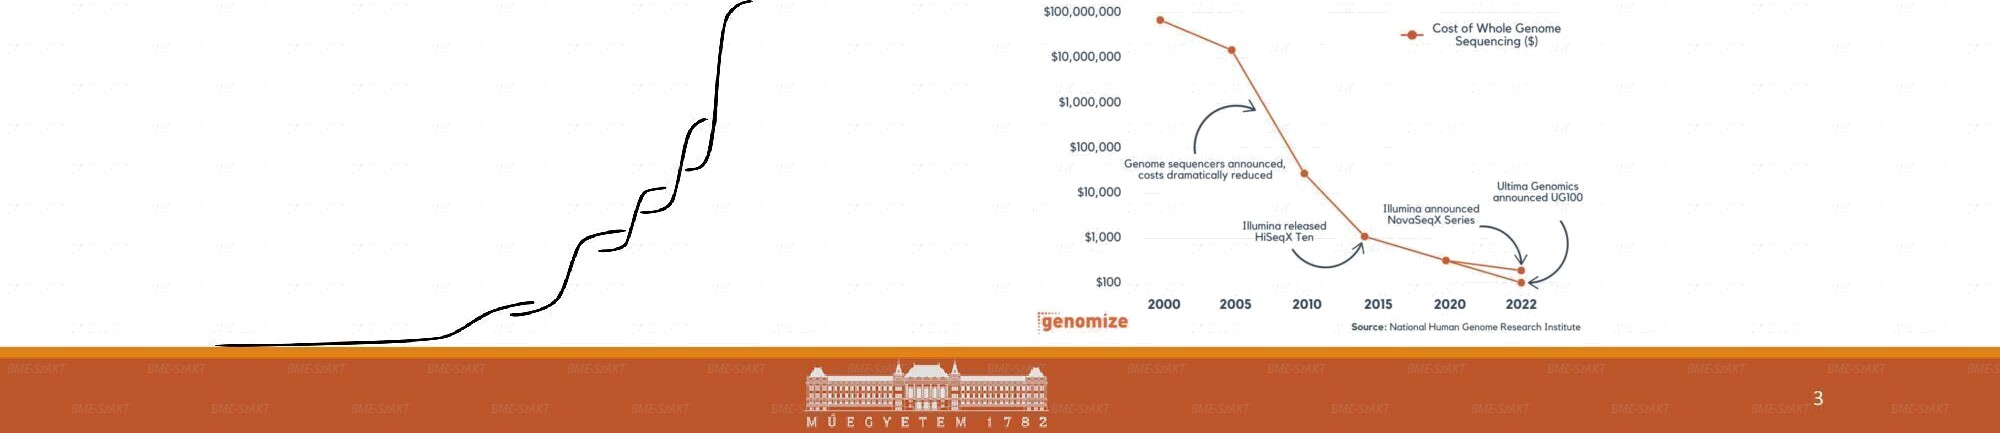 $100,000,000
$10,000,000
$1,000,000
$100,000
$10,000
$1,000
$100
Cost of Whole Genome
Sequencing ($)
Genome sequencers announced,
costs dramatically reduced
Illumina released
HiSeqX Ten
Illumina announced
NovaSeqX Series
Ultima Genomics
announced UG100
2000 2005 2010 2015 2020 2022
genomize
Source: National Human Genome Research Institute
BME-SzAKT
MŰEGYETEM 1782
3